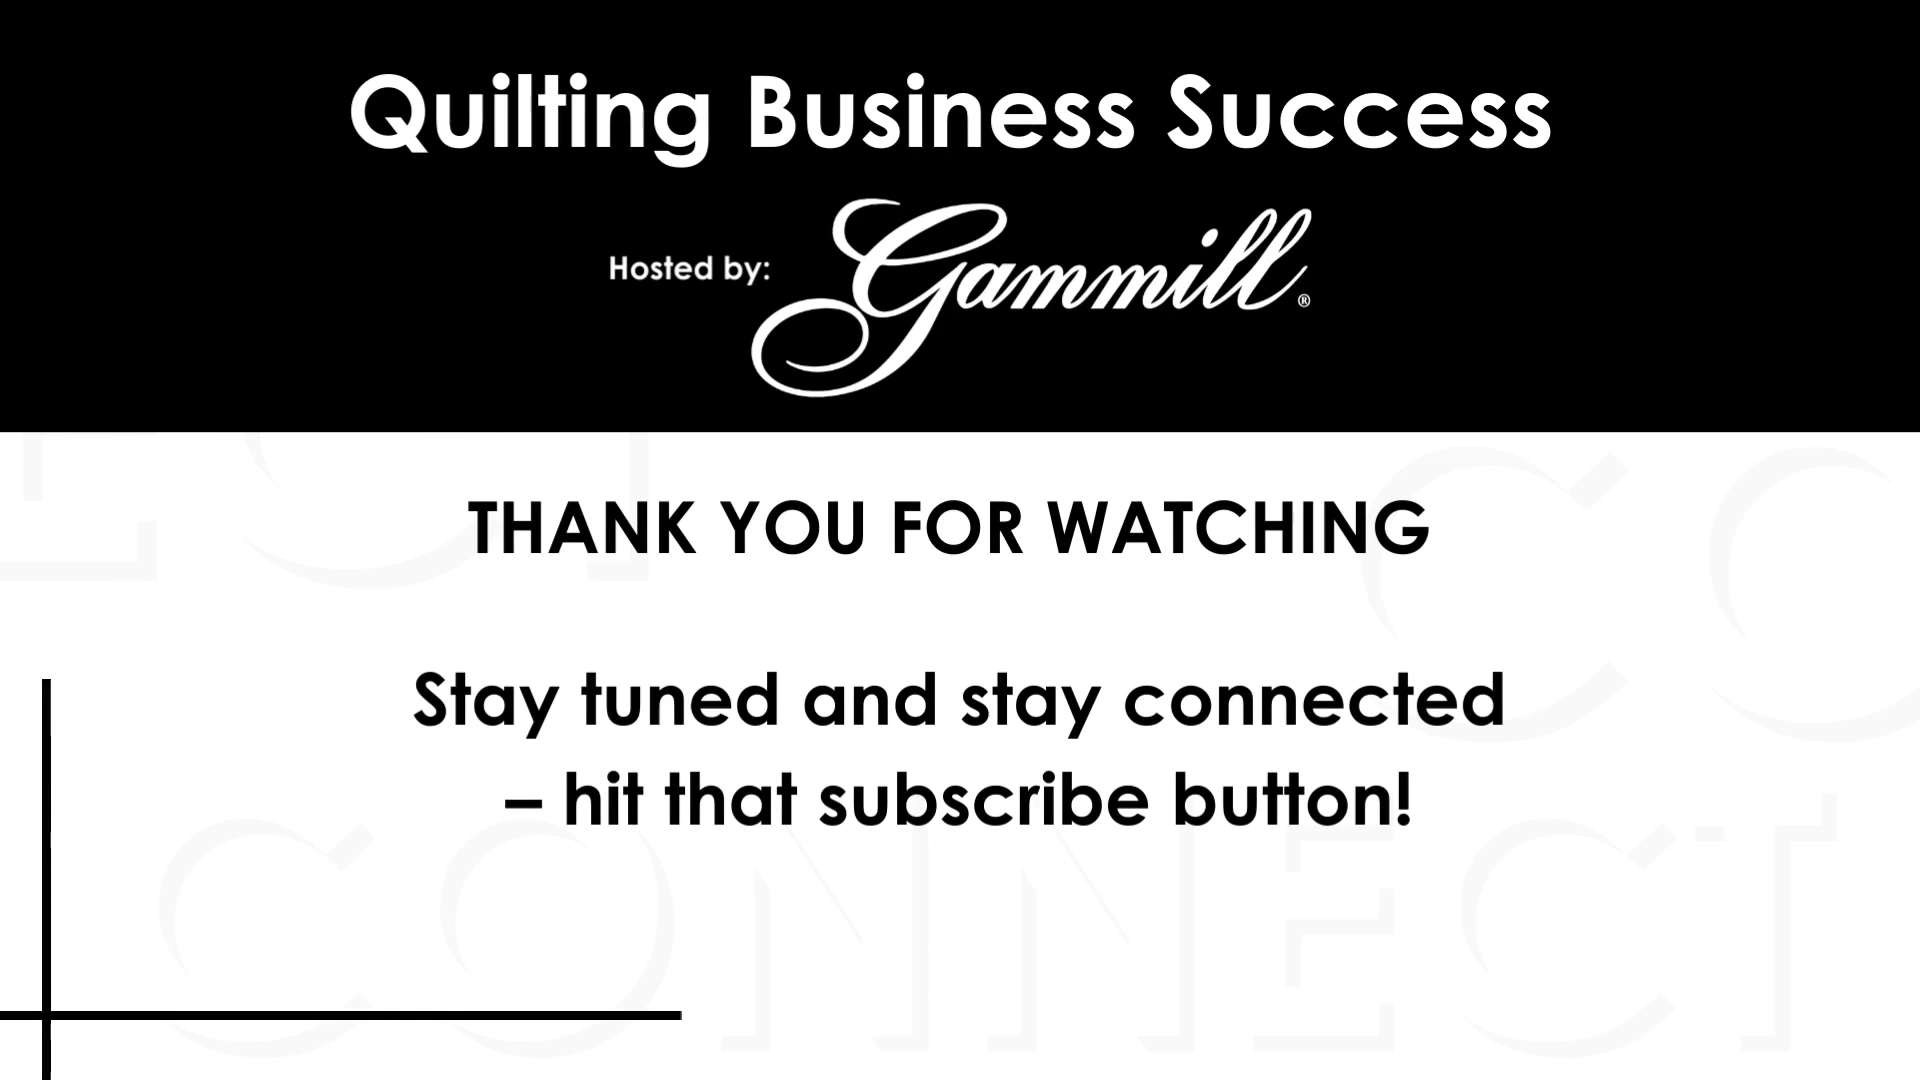 Quilting Business Success
Hosted by: Gammill®
THANK YOU FOR WATCHING
Stay tuned and stay connected
– hit that subscribe button!
CONNECT